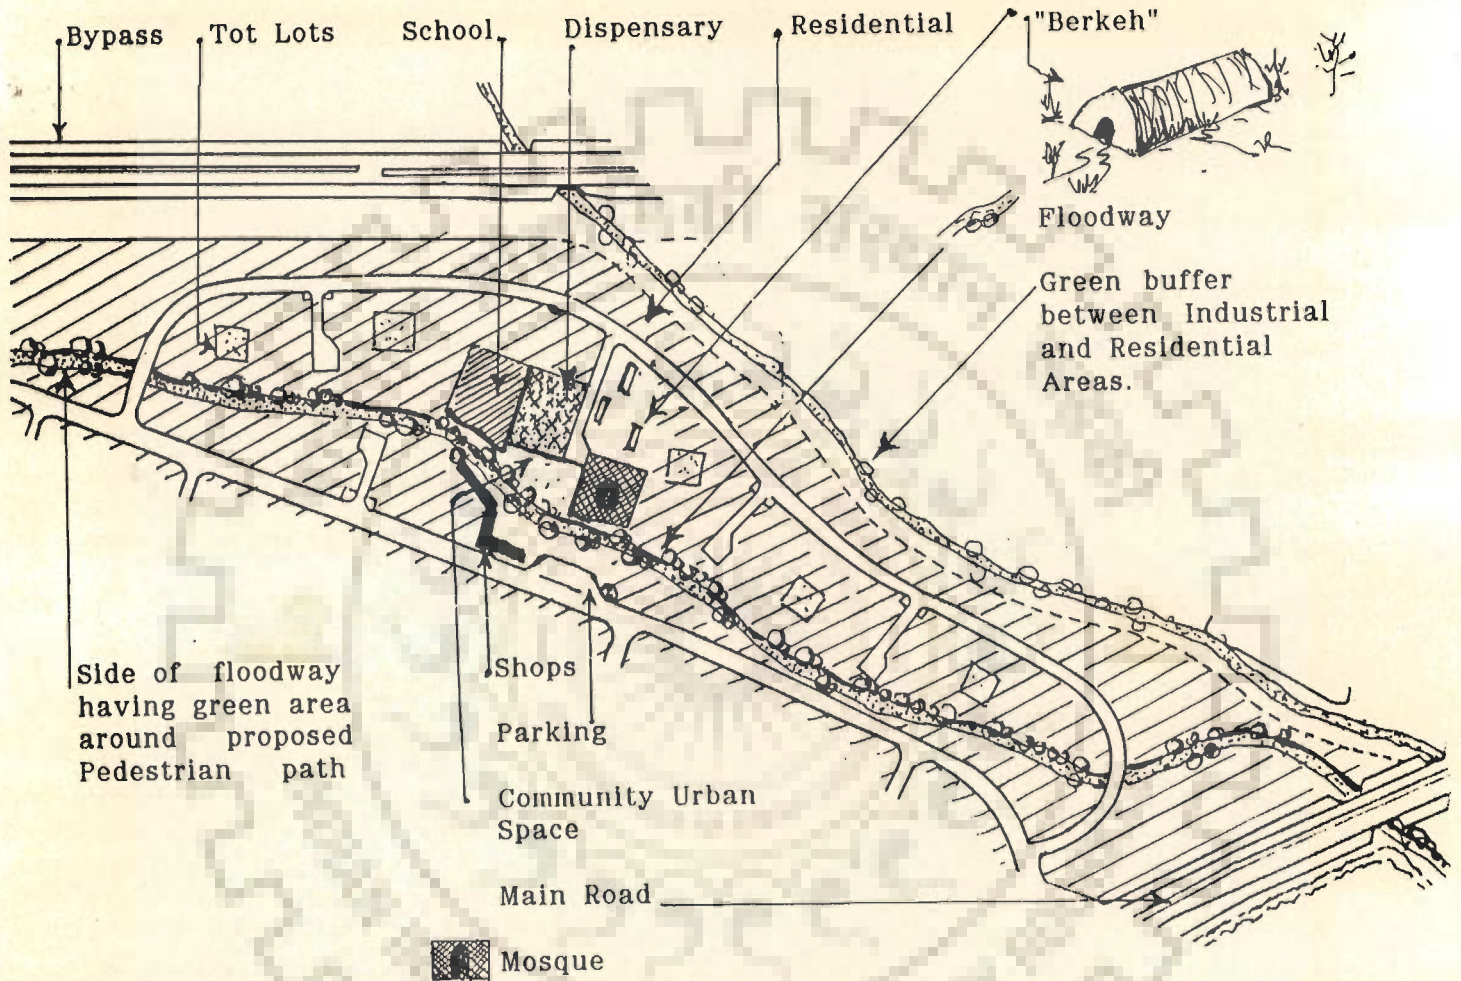 Bypass
Tot Lots
School
Dispensary
Residential
"Berkeh"
Floodway
Green buffer
between Industrial
and Residential
Areas.
Side of floodway
having green area
around proposed
Pedestrian path
Shops
Parking
Community Urban
Space
Main Road
Mosque